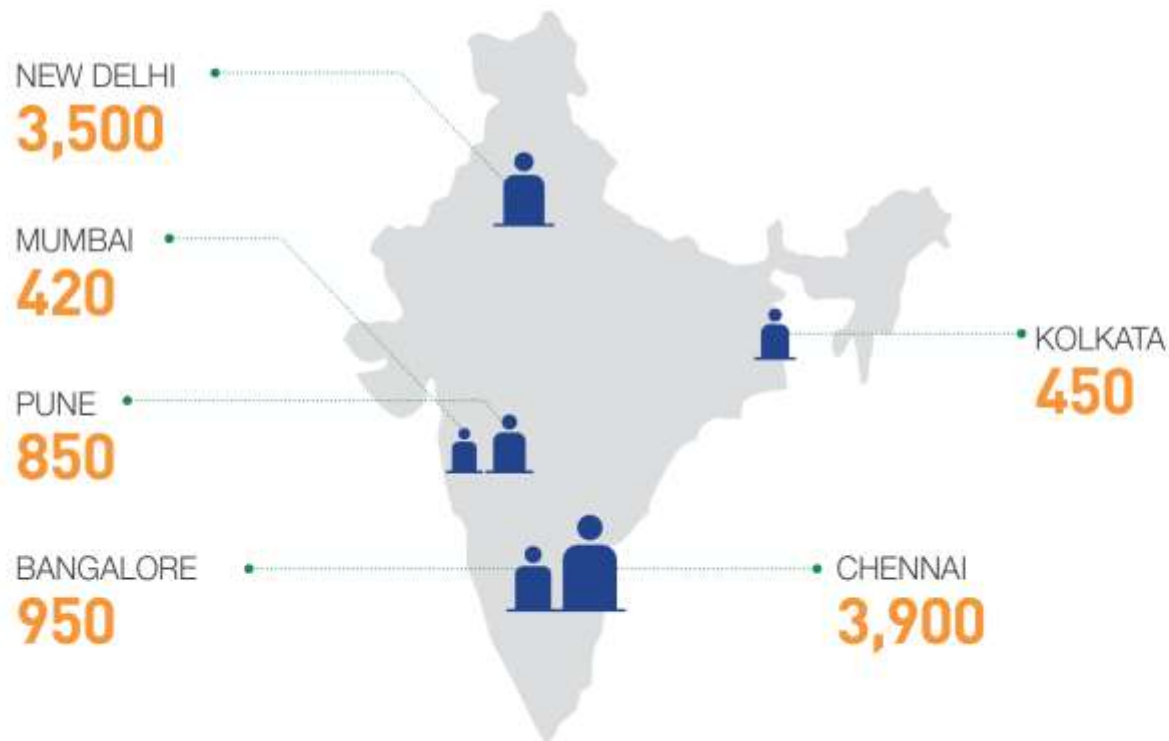 NEW DELHI
3,500
MUMBAI
420
PUNE
850
BANGALORE
950
KOLKATA
450
CHENNAI
3,900